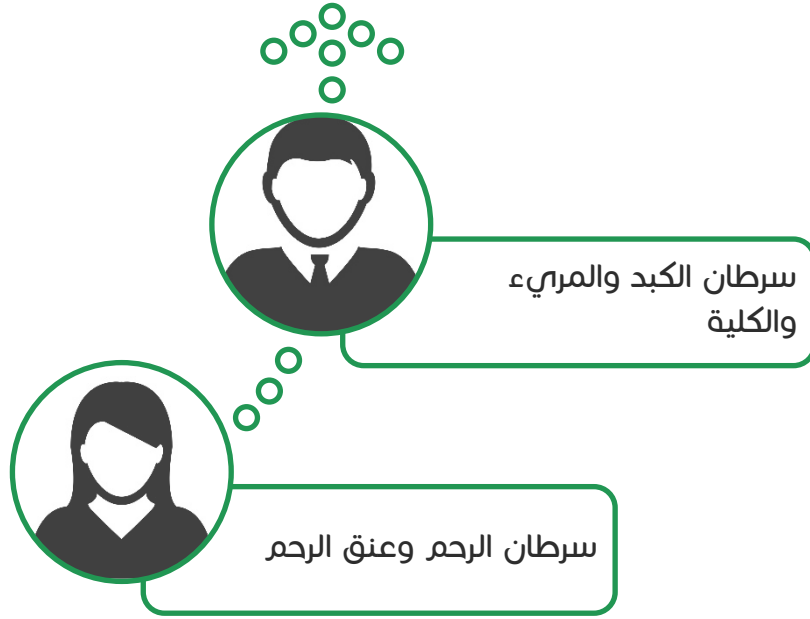 سرطان الكبد والمريء
والكلية
سرطان الرحم وعنق الرحم